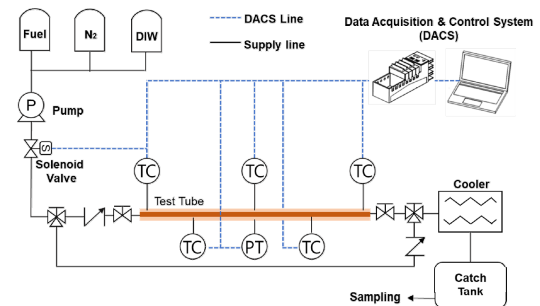 Fuel
N2
DIW
DACS Line
Supply line
Data Acquisition & Control System
(DACS)
P
Pump
S
Solenoid
Valve
TC
TC
TC
Test Tube
TC
PT
TC
Cooler
Catch
Tank
Sampling